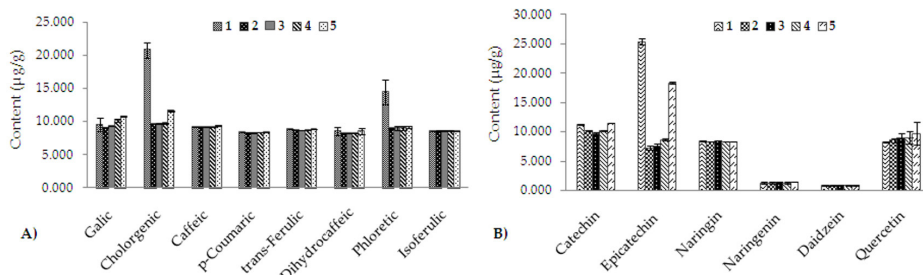 25.000
20.000
15.000
10.000
5.000
0.000
Content (µg/g)
1 2 3 4 5
Galic
Cholorgenic
Caffeic
p-Coumaric
trans-Ferulic
Dihydrocaffeic
Phloretic
Isoferulic
A)
30.000
25.000
20.000
15.000
10.000
5.000
0.000
Content (µg/g)
1 2 3 4 5
Catechin
Epicatechin
Naringin
Naringenin
Daidzein
Quercetin
B)